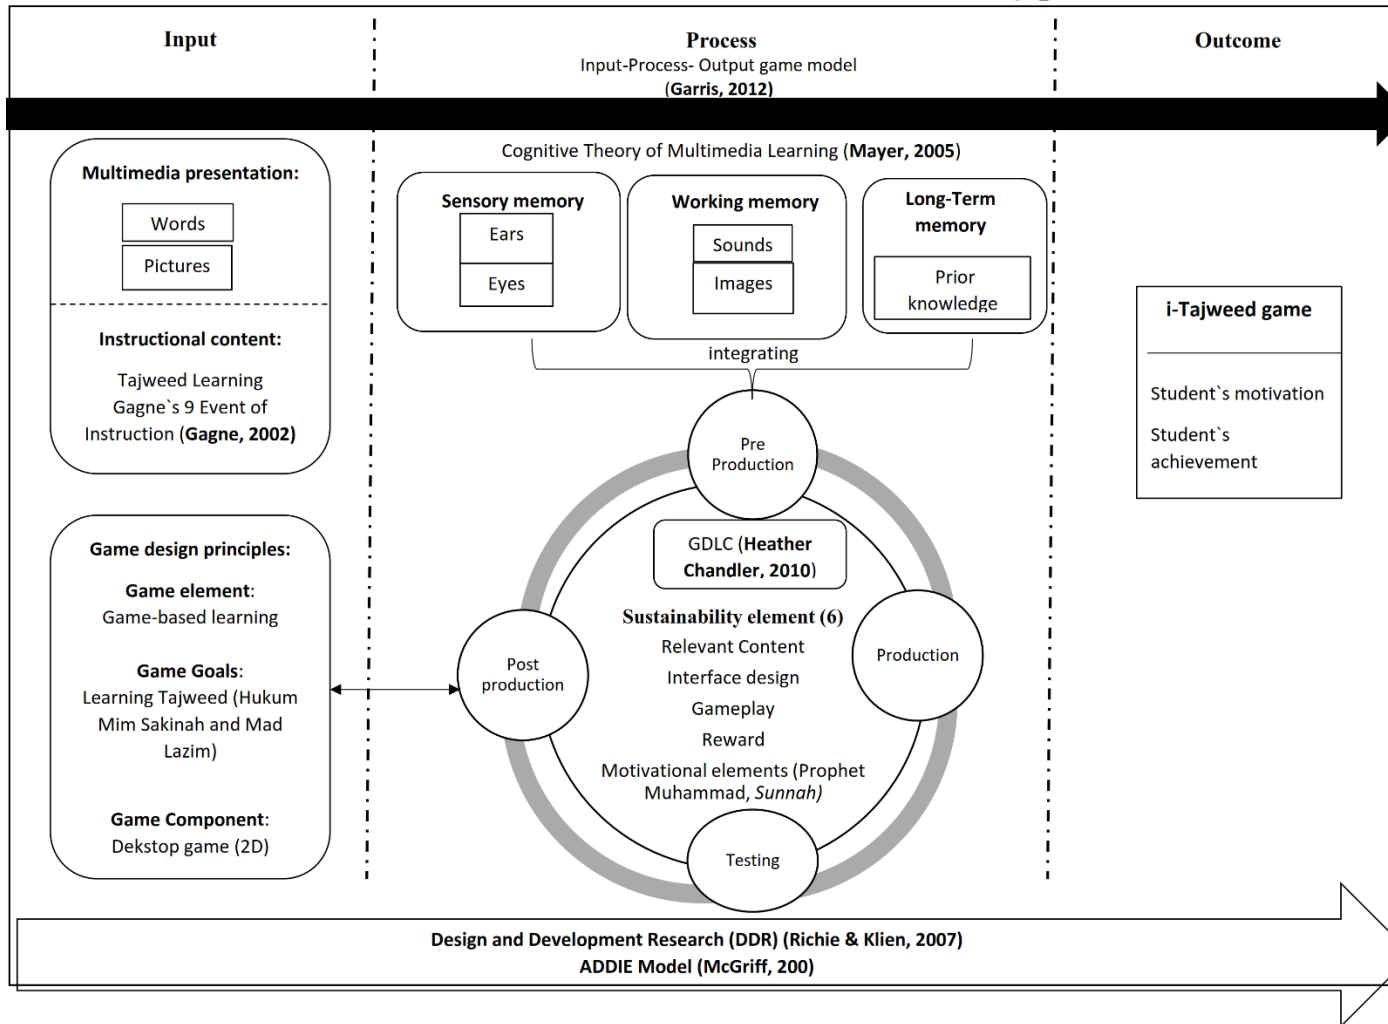 Input
Process
Input-Process- Output game model
(Garris, 2012)
Outcome
Multimedia presentation:
Words
Pictures
Instructional content:
Tajweed Learning
Gagne`s 9 Event of
Instruction (Gagne, 2002)
Game design principles:
Game element:
Game-based learning
Game Goals:
Learning Tajweed (Hukum
Mim Sakinah and Mad
Lazim)
Game Component:
Dekstop game (2D)
Cognitive Theory of Multimedia Learning (Mayer, 2005)
Sensory memory
Ears
Eyes
Working memory
Sounds
Images
Long-Term
memory
Prior
knowledge
integrating
Pre
Production
GDLC (Heather
Chandler, 2010)
Sustainability element (6)
Relevant Content
Interface design
Gameplay
Reward
Motivational elements (Prophet
Muhammad, Sunnah)
Post
production
Production
Testing
i-Tajweed game
Student`s motivation
Student`s
achievement
Design and Development Research (DDR) (Richie & Klien, 2007)
ADDIE Model (McGriff, 200)